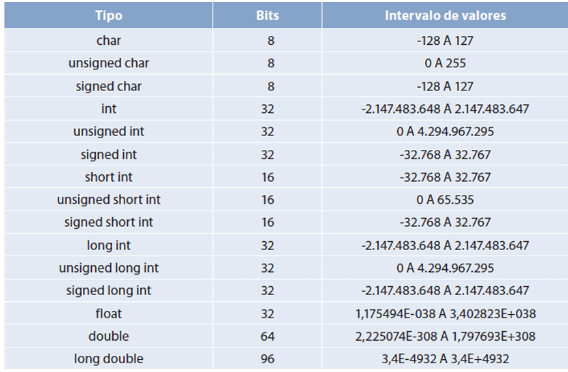 Tipo Bits Intervalo de valores
char 8 -128 A 127
unsigned char 8 0 A 255
signed char 8 -128 A 127
int 32 -2.147.483.648 A 2.147.483.647
unsigned int 32 0 A 4.294.967.295
signed int 32 -32.768 A 32.767
short int 16 -32.768 A 32.767
unsigned short int 16 0 A 65.535
signed short int 16 -32.768 A 32.767
long int 32 -2.147.483.648 A 2.147.483.647
unsigned long int 32 0 A 4.294.967.295
signed long int 32 -2.147.483.648 A 2.147.483.647
float 32 1,175494E-038 A 3,402823E+038
double 64 2,225074E-308 A 1,797693E+308
long double 96 3,4E-4932 A 3,4E+4932